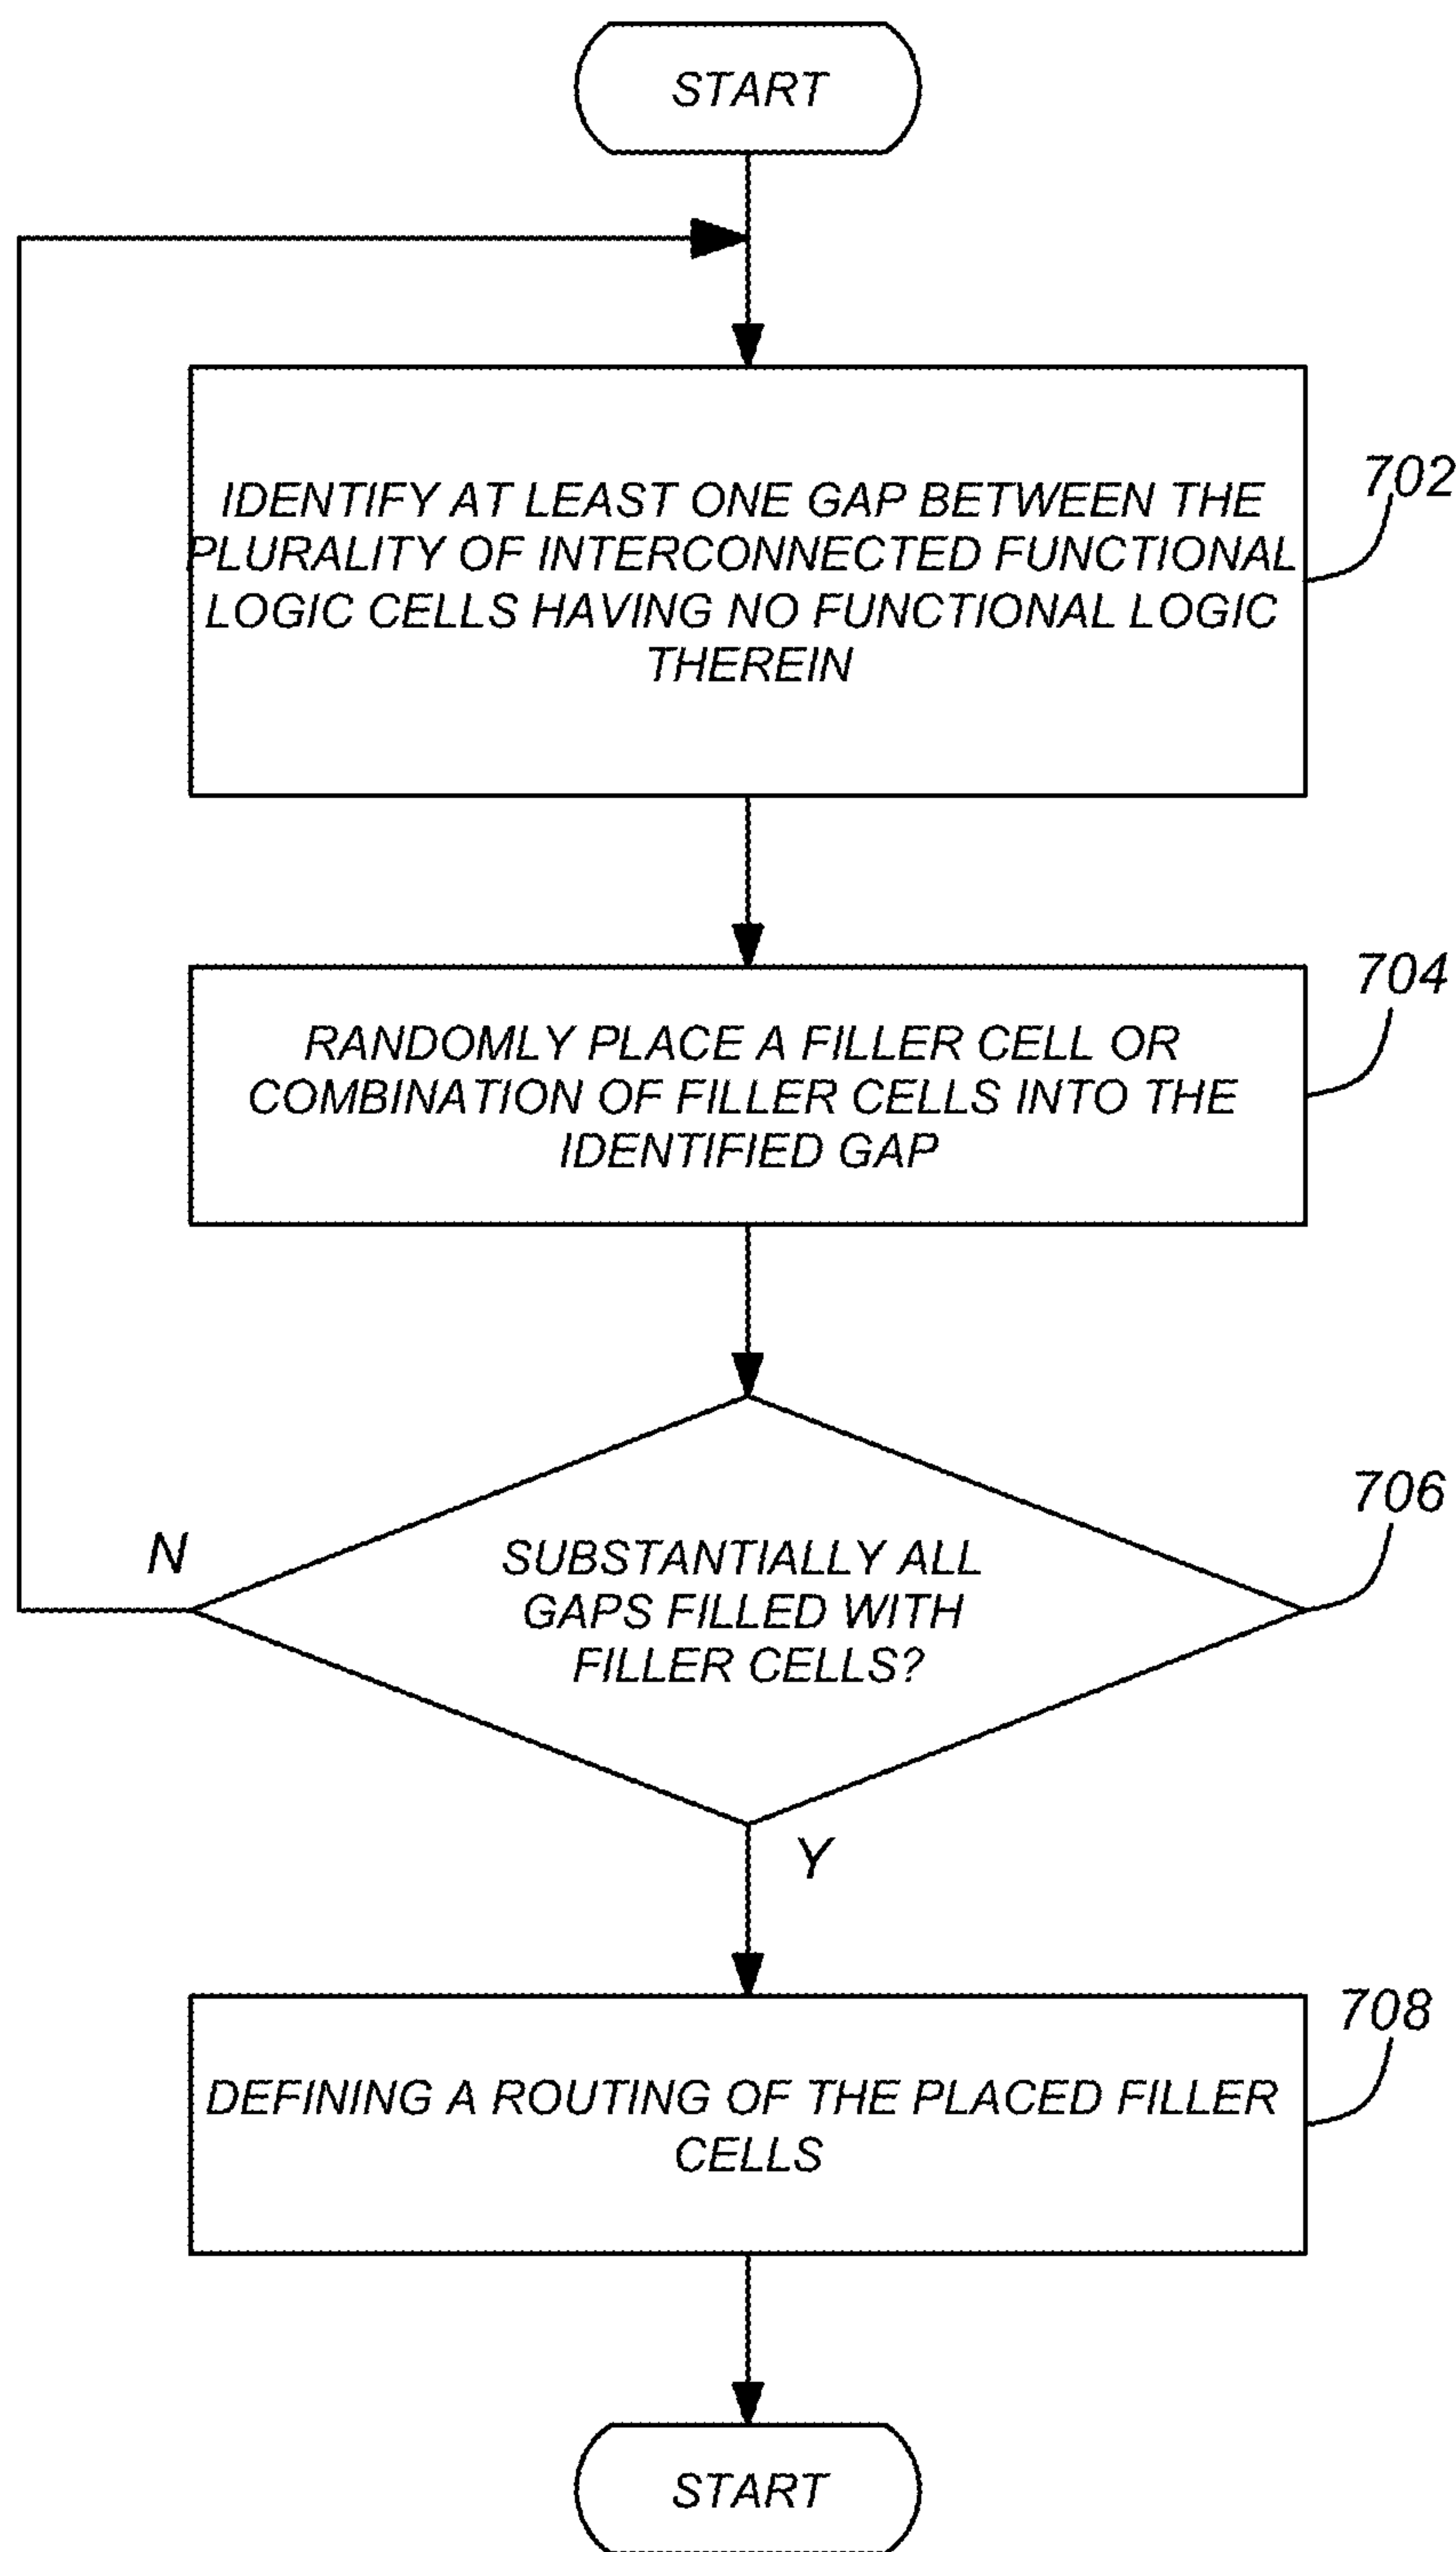 START
IDENTIFY AT LEAST ONE GAP BETWEEN THE
PLURALITY OF INTERCONNECTED FUNCTIONAL
LOGIC CELLS HAVING NO FUNCTIONAL LOGIC
THEREIN
702
RANDOMLY PLACE A FILLER CELL OR
COMBINATION OF FILLER CELLS INTO THE
IDENTIFIED GAP
704
SUBSTANTIALLY ALL
GAPS FILLED WITH
FILLER CELLS?
706
N
Y
DEFINING A ROUTING OF THE PLACED FILLER
CELLS
708
START